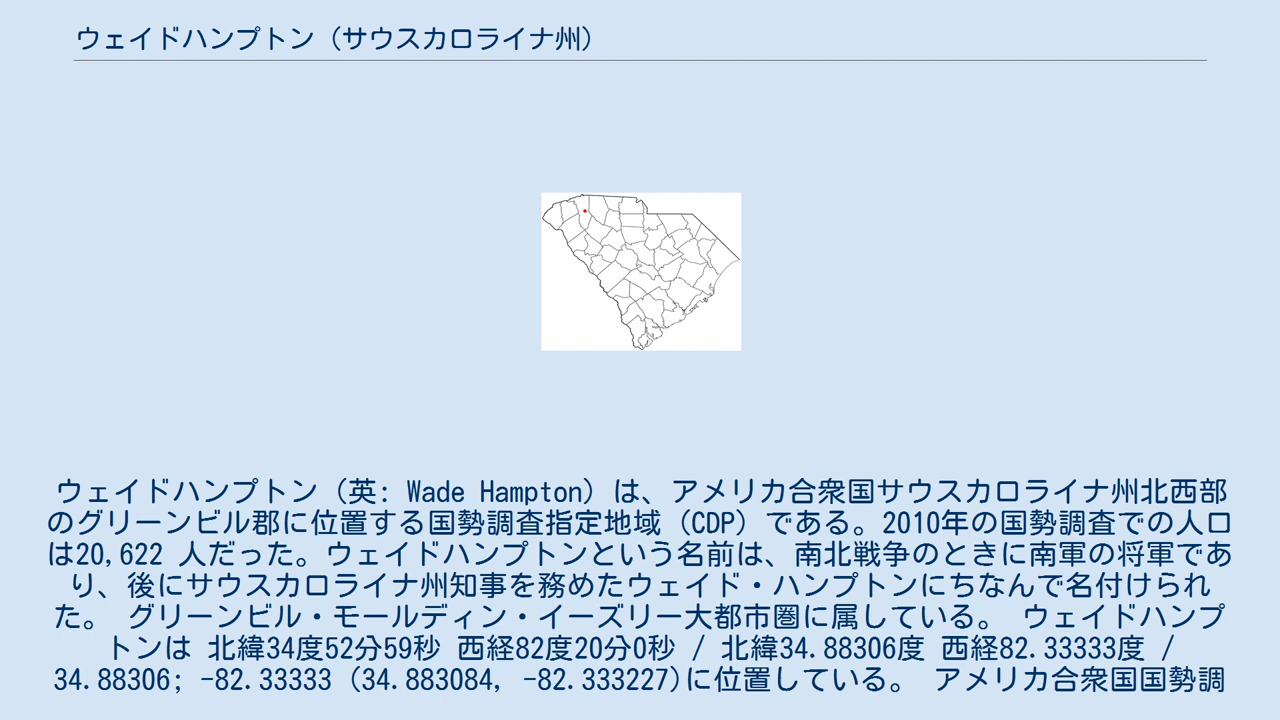 ウェイドハンプトン (サウスカロライナ州)
ウェイドハンプトン (英: Wade Hampton) は、アメリカ合衆国サウスカロライナ州北西部
のグリーンビル郡に位置する国勢調査指定地域 (CDP) である。2010年の国勢調査での人口
は20,622 人だった。ウェイドハンプトンという名前は、南北戦争のときに南軍の将軍であ
り、後にサウスカロライナ州知事を務めたウェイド・ハンプトンにちなんで名付けられ
た。 グリーンビル・モールディン・イーズリー大都市圏に属している。 ウェイドハンプ
トンは 北緯34度52分59秒 西経82度20分0秒 / 北緯34.88306度 西経82.33333度 /
34.88306; -82.33333 (34.883084, -82.333227)に位置している。 アメリカ合衆国国勢調